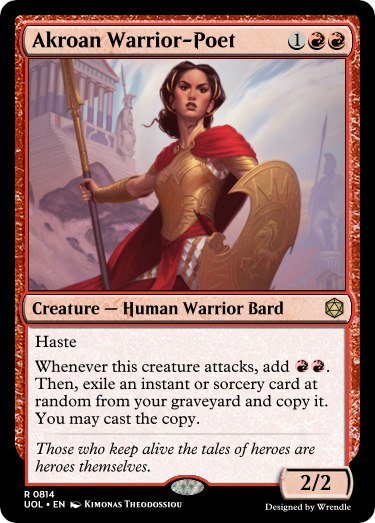 Akroan Warrior-Poet 1
Creature — Human Warrior Bard
Haste
Whenever this creature attacks, add
Then, exile an instant or sorcery card at
random from your graveyard and copy it.
You may cast the copy.
Those who keep alive the tales of heroes are
heroes themselves.
2/2
R 0814
UOL • EN Kimonas Theodossiou
Designed by Wrendle